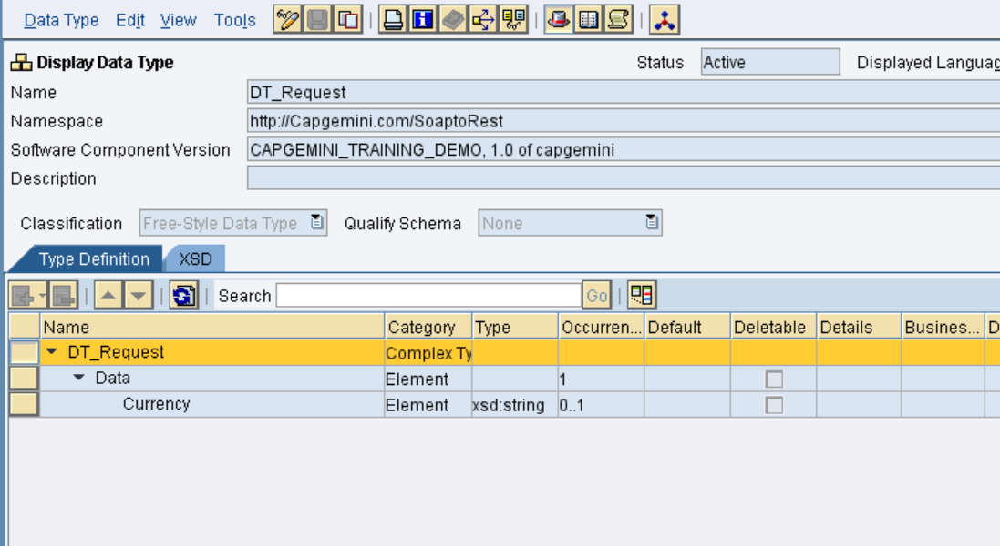 Data Type Edit View Tools
Display Data Type Status Active Displayed Languag
Name DT_Request
Namespace http://Capgemini.com/SoaptoRest
Software Component Version CAPGEMINI_TRAINING_DEMO, 1.0 of capgemini
Description
Classification Free-Style Data Type Qualify Schema None
Type Definition XSD
Search Go
Name Category Type Occurren... Default Deletable Details Busines... D
DT_Request Complex Ty
Data Element 1
Currency Element xsd:string 0..1